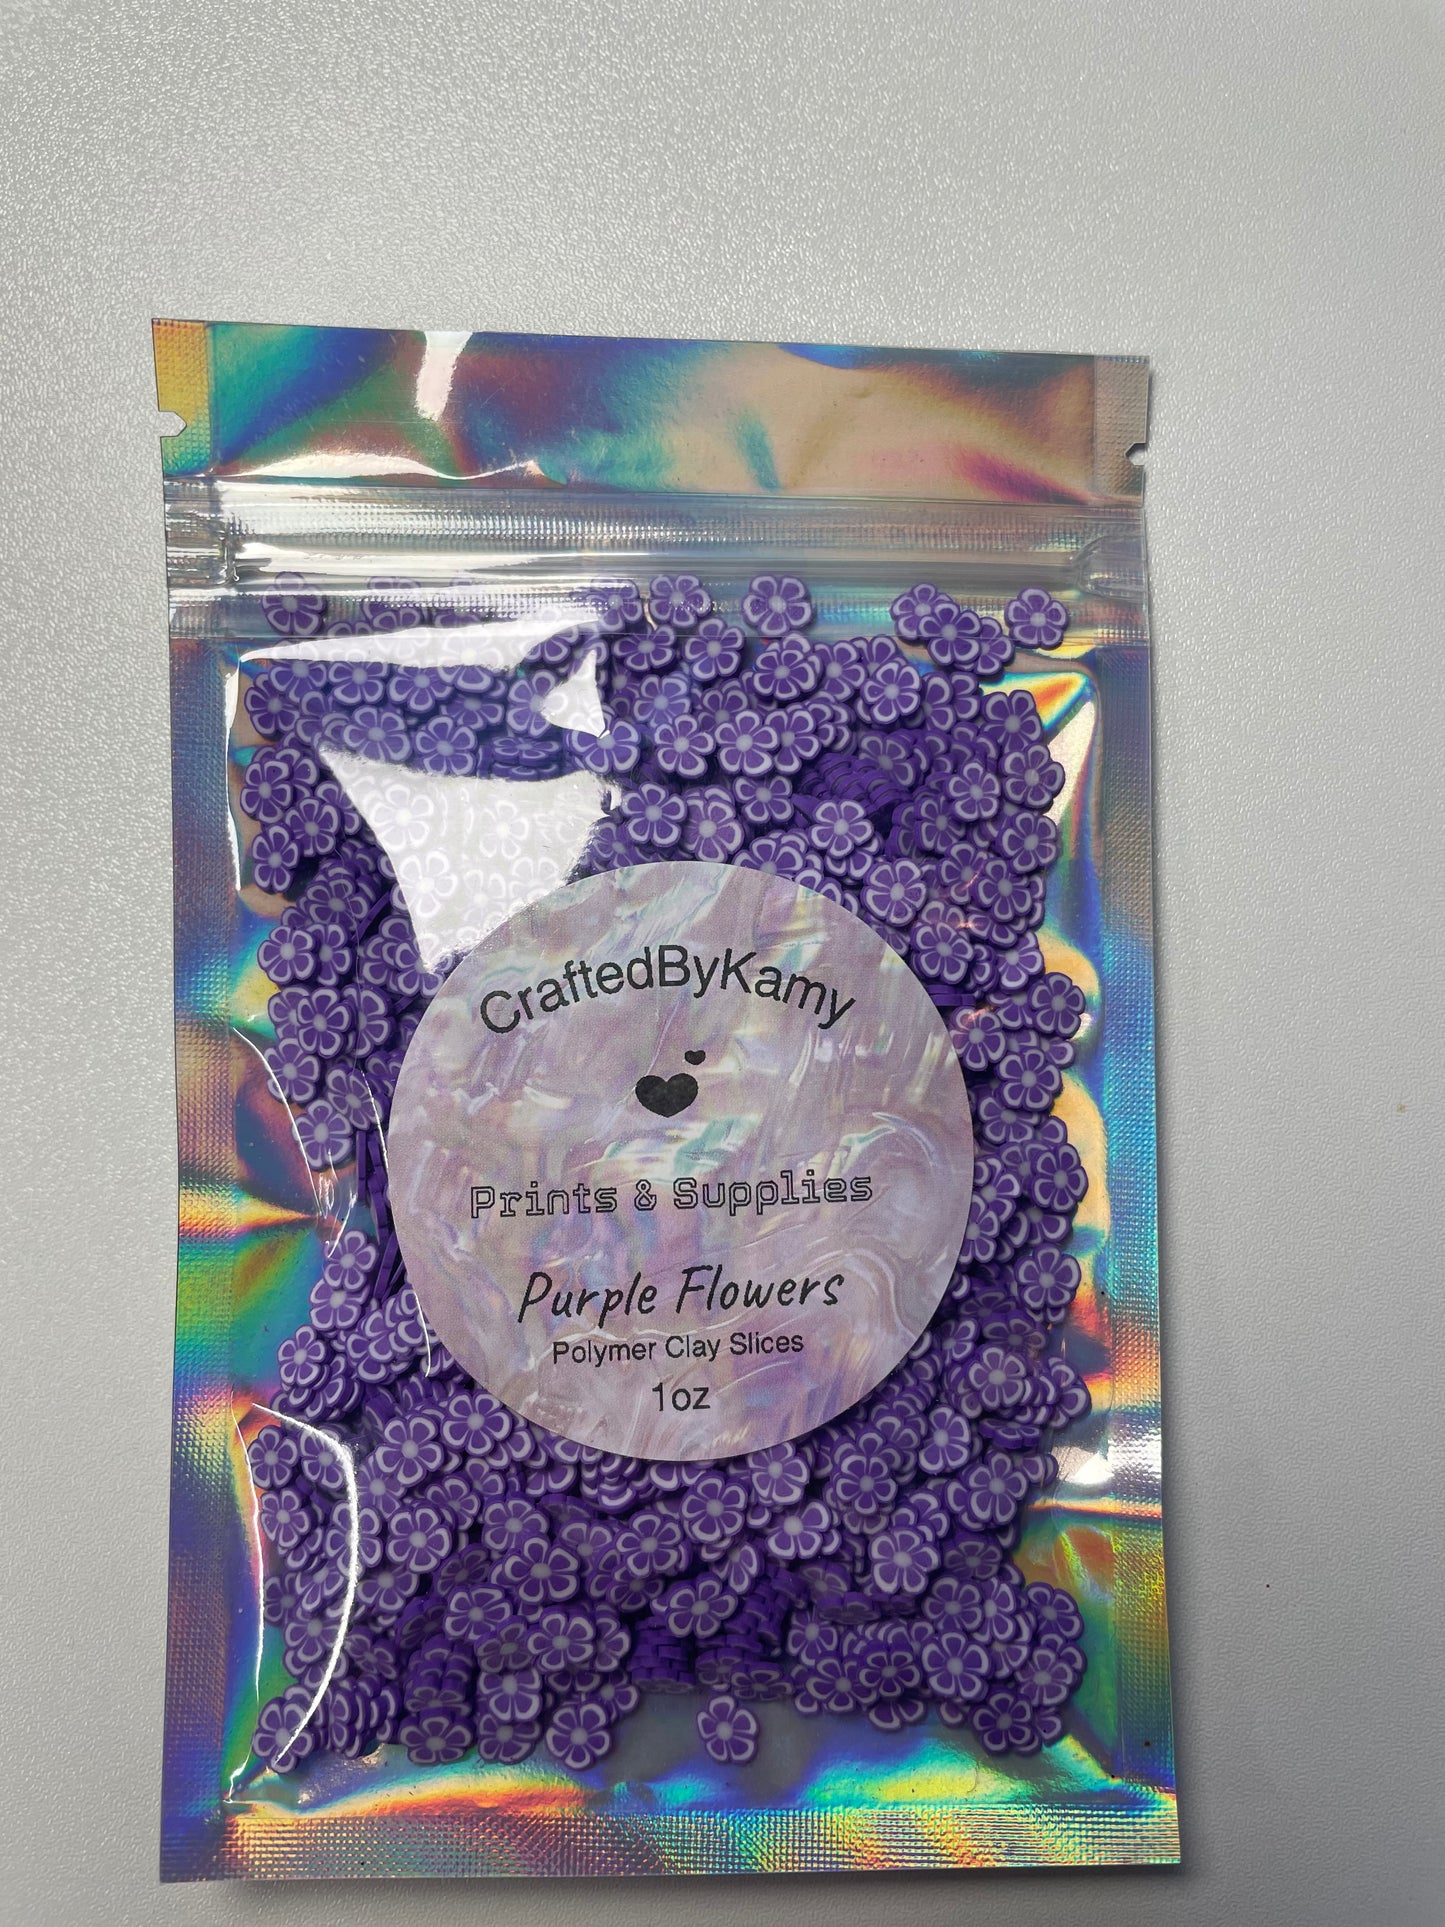 CraftedByKamy
Prints & Supplies
Purple Flowers
Polymer Clay Slices
1oz